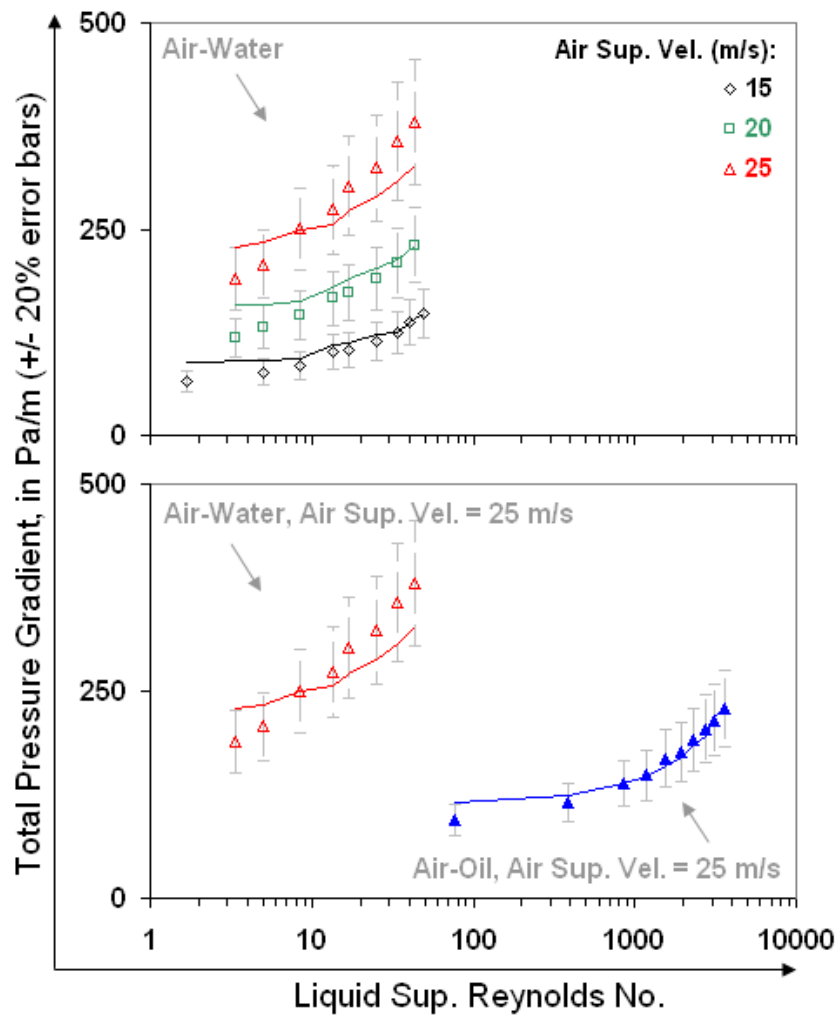 Total Pressure Gradient, in Pa/m (+/- 20% error bars)
500
250
0
Air-Water
Air Sup. Vel. (m/s):
15
20
25
500
250
0
Air-Water, Air Sup. Vel. = 25 m/s
Air-Oil, Air Sup. Vel. = 25 m/s
1
10
100
1000
10000
Liquid Sup. Reynolds No.